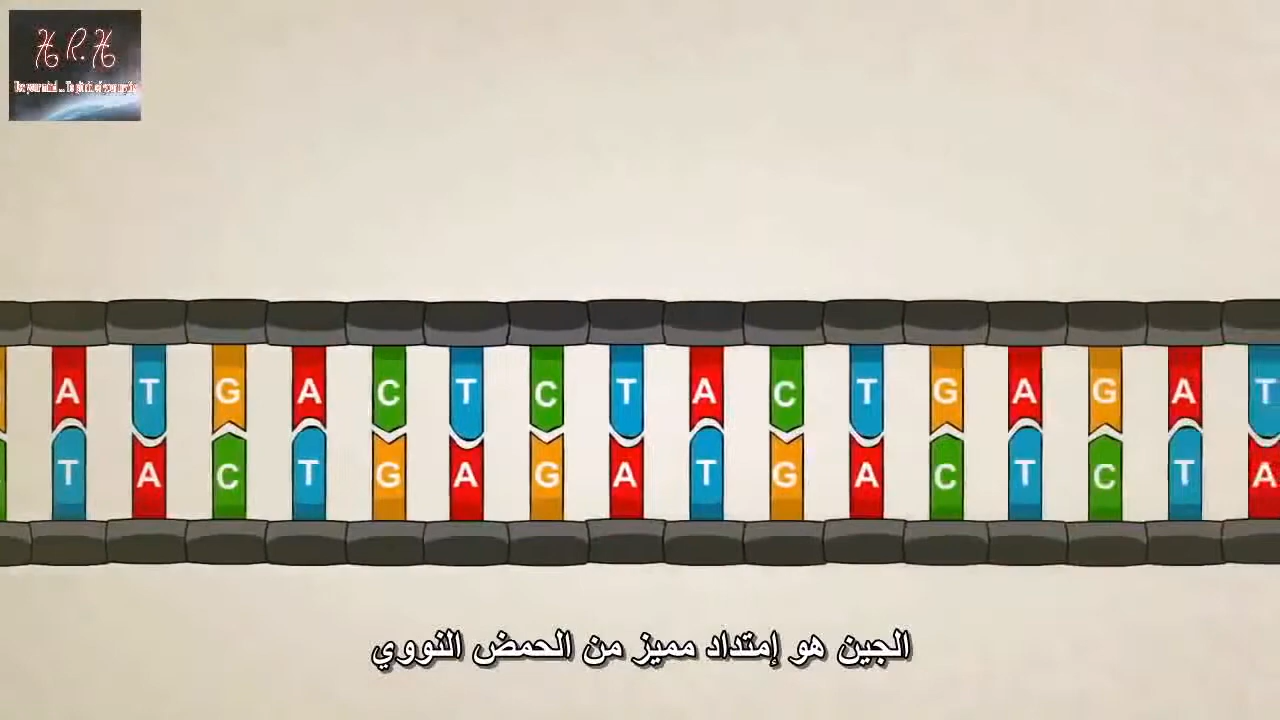 H R. H
A T G A C T C T A C T G A G A T
T A C T G A G A T G A C T C T A
الجين هو إمتداد مميز من الحمض النووي